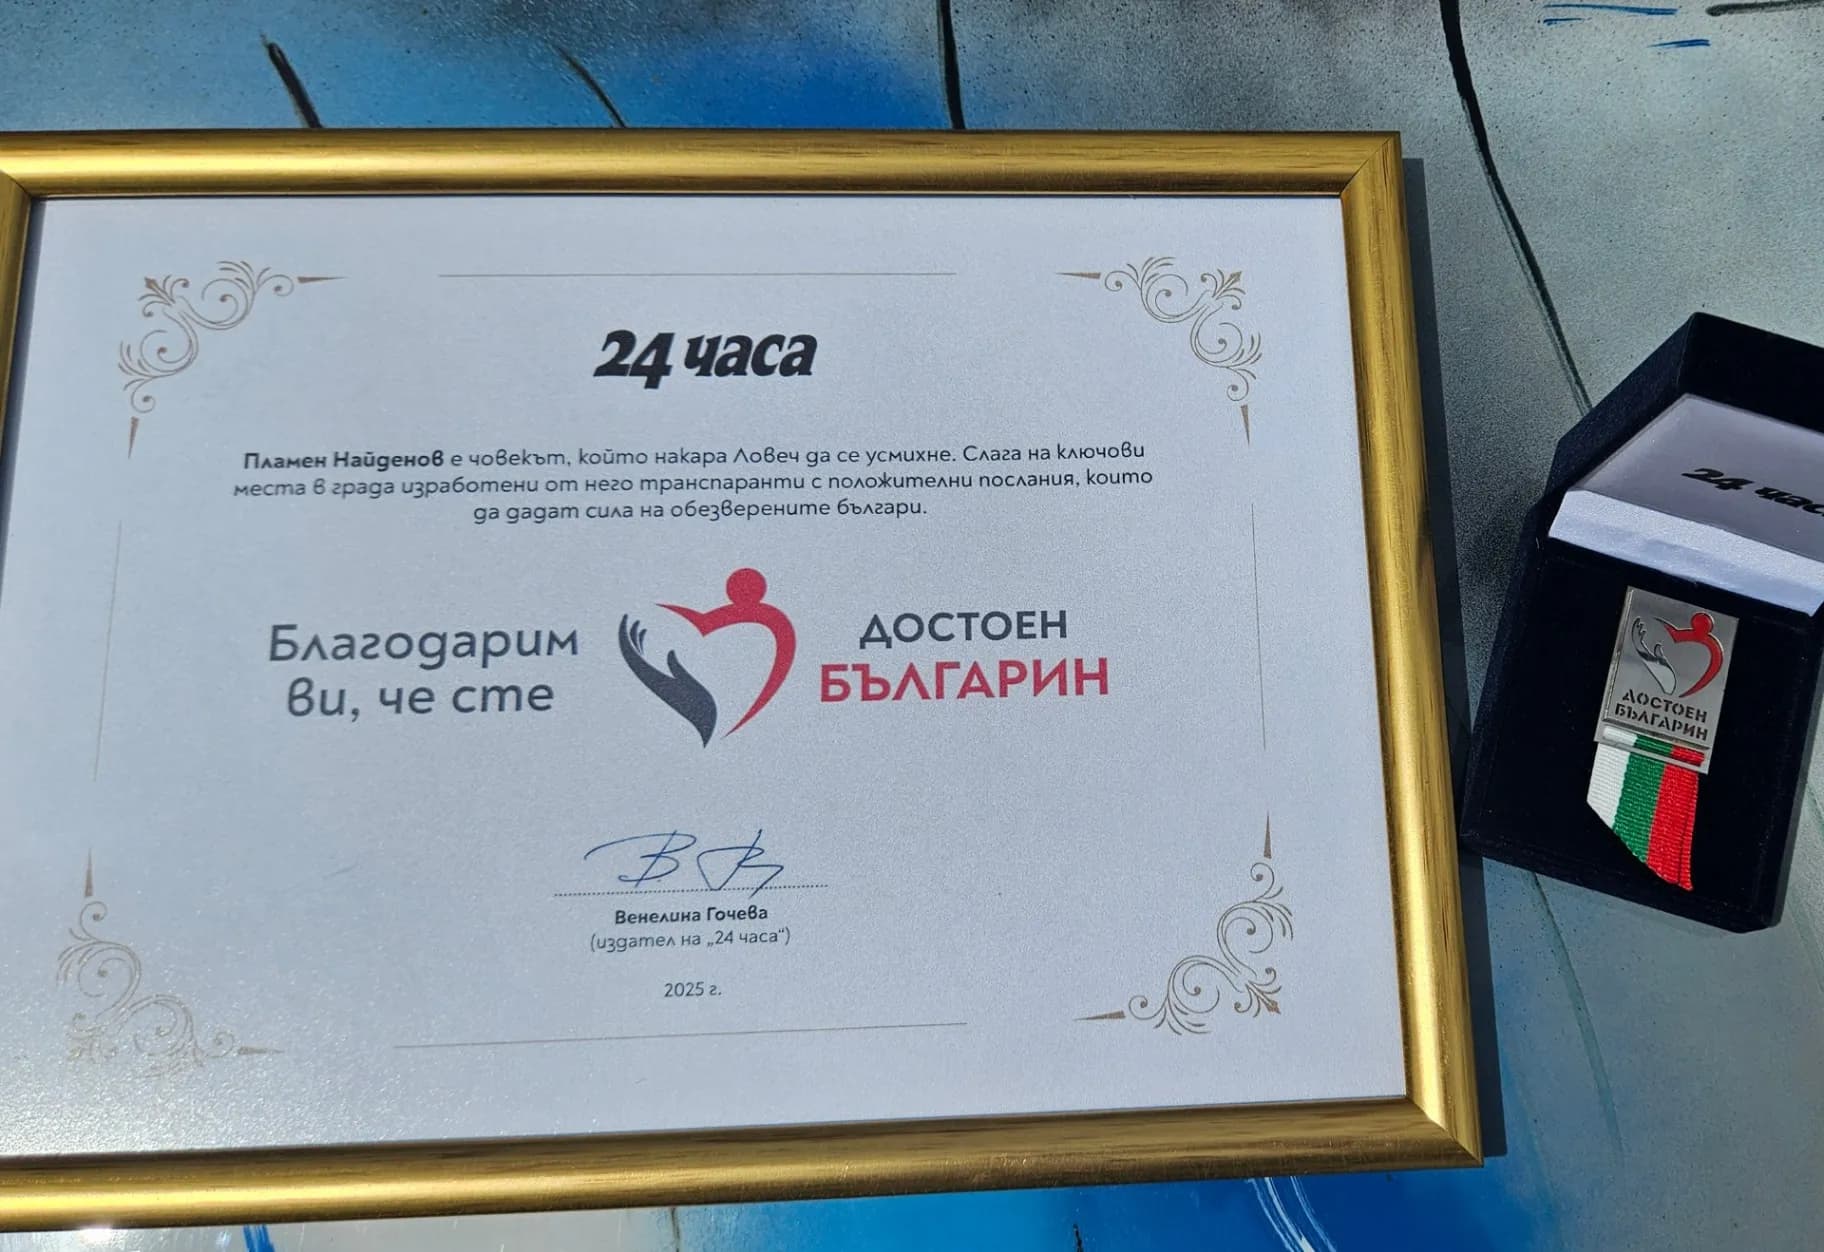 24 часа
Пламен Найденов е човекът, който накара Ловеч да се усмихне. Слага на ключови
места в града изработени от него транспаранти с положителни послания, които
да дадат сила на обезверените българи.
Благодарим
ви, че сте
ДОСТОЕН
БЪЛГАРИН
Венелина Гочева
(издател на „24 часа“)
2025 г.
24 час
ДОСТОЕН
БЪЛГАРИН